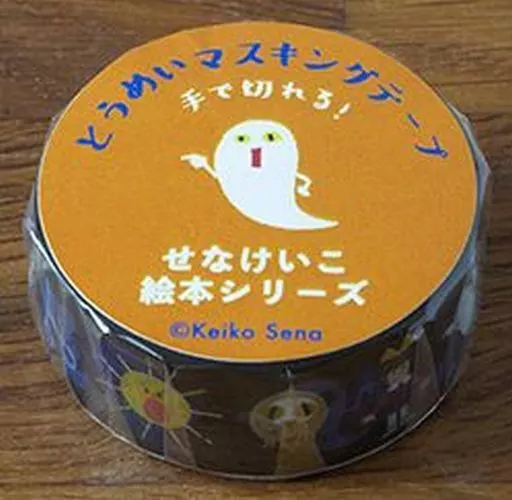 とうめいマスキングテープ
手で切れる!
せなけいこ
絵本シリーズ
©Keiko Sena